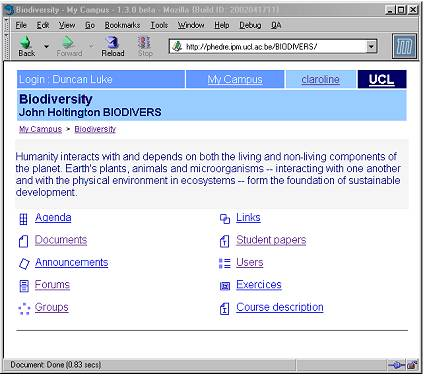 Biodiversity - My Campus - 1.3.0 beta - Mozilla {Build ID: 2002041711}
File Edit View Go Bookmarks Tools Window Help Debug QA
Back Forward Reload Stop http://phedre.ipm.ucl.ac.be/BIODIVERS/
Login : Duncan Luke My Campus claroline UCL
Biodiversity
John Holtington BIODIVERS
My Campus > Biodiversity
Humanity interacts with and depends on both the living and non-living components of
the planet. Earth's plants, animals and microorganisms -- interacting with one another
and with the physical environment in ecosystems -- form the foundation of sustainable
development.
Agenda Links
Documents Student papers
Announcements Users
Forums Exercices
Groups Course description
Document: Done (0.83 secs)